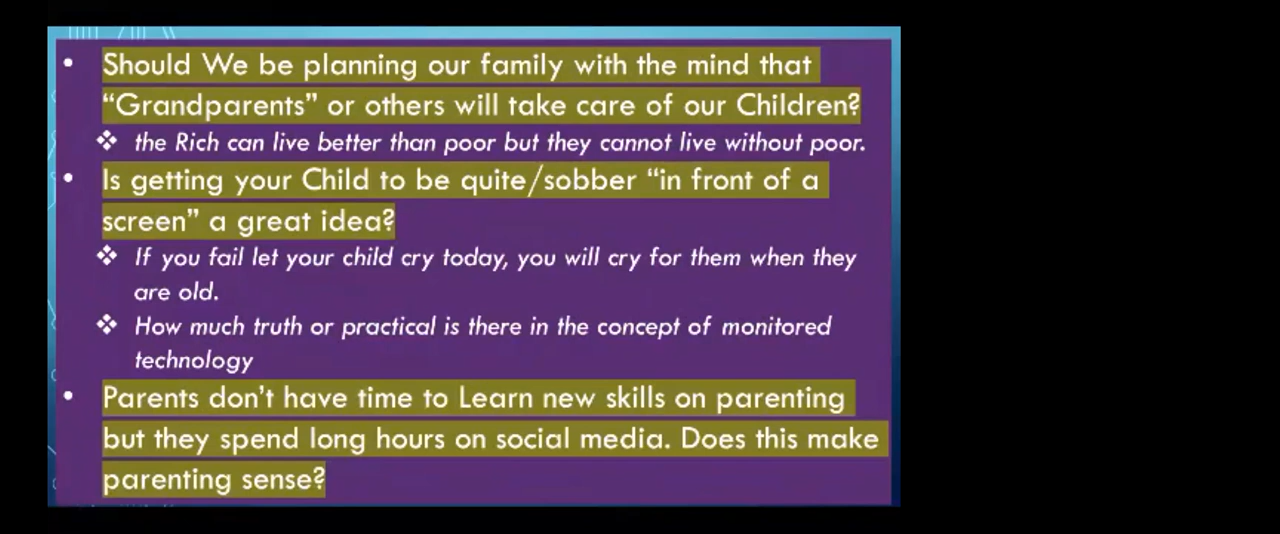 • Should We be planning our family with the mind that
“Grandparents” or others will take care of our Children?
❖ the Rich can live better than poor but they cannot live without poor.
• Is getting your Child to be quite/sobber “in front of a
screen” a great idea?
❖ If you fail let your child cry today, you will cry for them when they
are old.
❖ How much truth or practical is there in the concept of monitored
technology
• Parents don’t have time to Learn new skills on parenting
but they spend long hours on social media. Does this make
parenting sense?